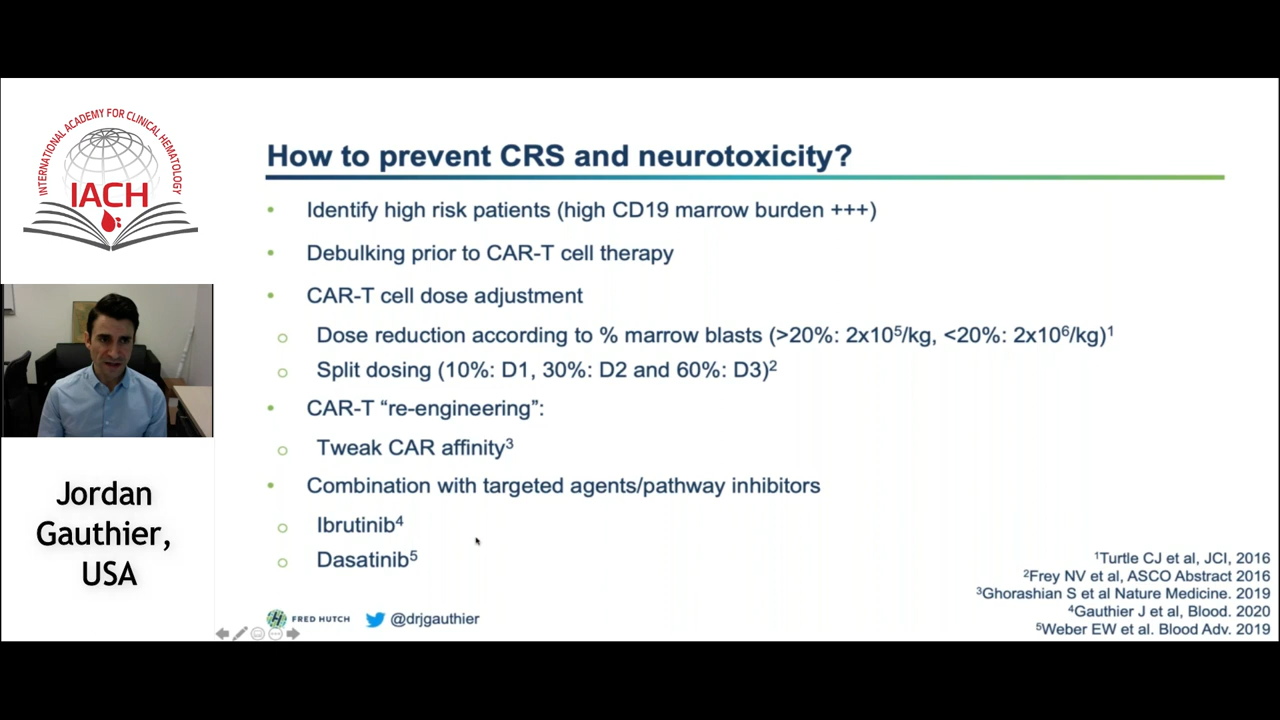 INTERNATIONAL ACADEMY FOR CLINICAL HEMATOLOGY
IACH
Jordan
Gauthier,
USA
How to prevent CRS and neurotoxicity?
• Identify high risk patients (high CD19 marrow burden +++)
• Debulking prior to CAR-T cell therapy
• CAR-T cell dose adjustment
o Dose reduction according to % marrow blasts (>20%: 2x10⁵/kg, <20%: 2x10⁶/kg)¹
o Split dosing (10%: D1, 30%: D2 and 60%: D3)²
• CAR-T “re-engineering”:
o Tweak CAR affinity³
• Combination with targeted agents/pathway inhibitors
o Ibrutinib⁴
o Dasatinib⁵
¹Turtle CJ et al, JCI, 2016
²Frey NV et al, ASCO Abstract 2016
³Ghorashian S et al Nature Medicine. 2019
⁴Gauthier J et al, Blood. 2020
⁵Weber EW et al. Blood Adv. 2019
FRED HUTCH @drjgauthier